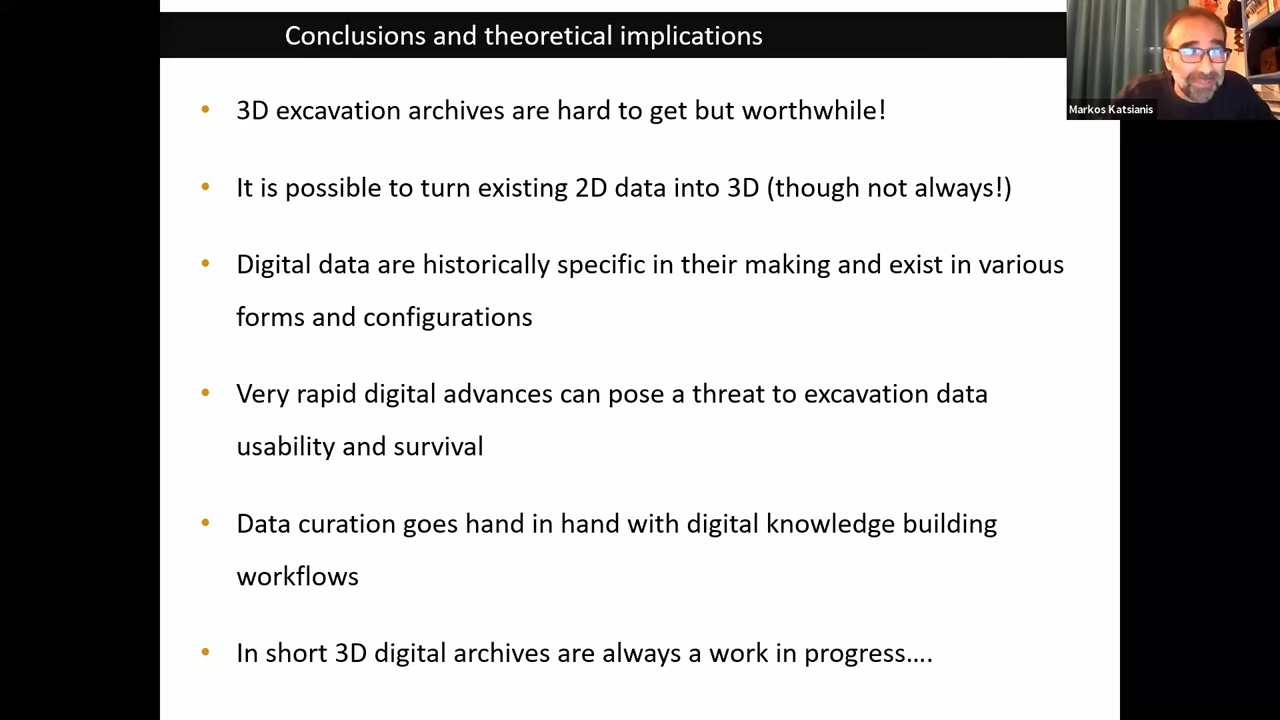 Conclusions and theoretical implications
Markos Katsianis
• 3D excavation archives are hard to get but worthwhile!
• It is possible to turn existing 2D data into 3D (though not always!)
• Digital data are historically specific in their making and exist in various
forms and configurations
• Very rapid digital advances can pose a threat to excavation data
usability and survival
• Data curation goes hand in hand with digital knowledge building
workflows
• In short 3D digital archives are always a work in progress....